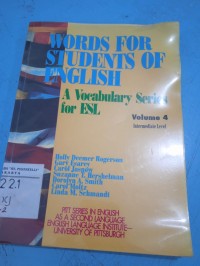 WORDS FOR
STUDENTS OF
ENGLISH
A Vocabulary Series
for ESL
Volume 4
Intermediate Level
Holly Deemer Rogerson
Gary Esarey
Carol Jasnow
Suzanne T. Hershelman
Dorolyn A. Smith
Carol Moltz
Linda M. Schmandt
PITT SERIES IN ENGLISH
AS A SECOND LANGUAGE
ENGLISH LANGUAGE INSTITUTE—
UNIVERSITY OF PITTSBURGH